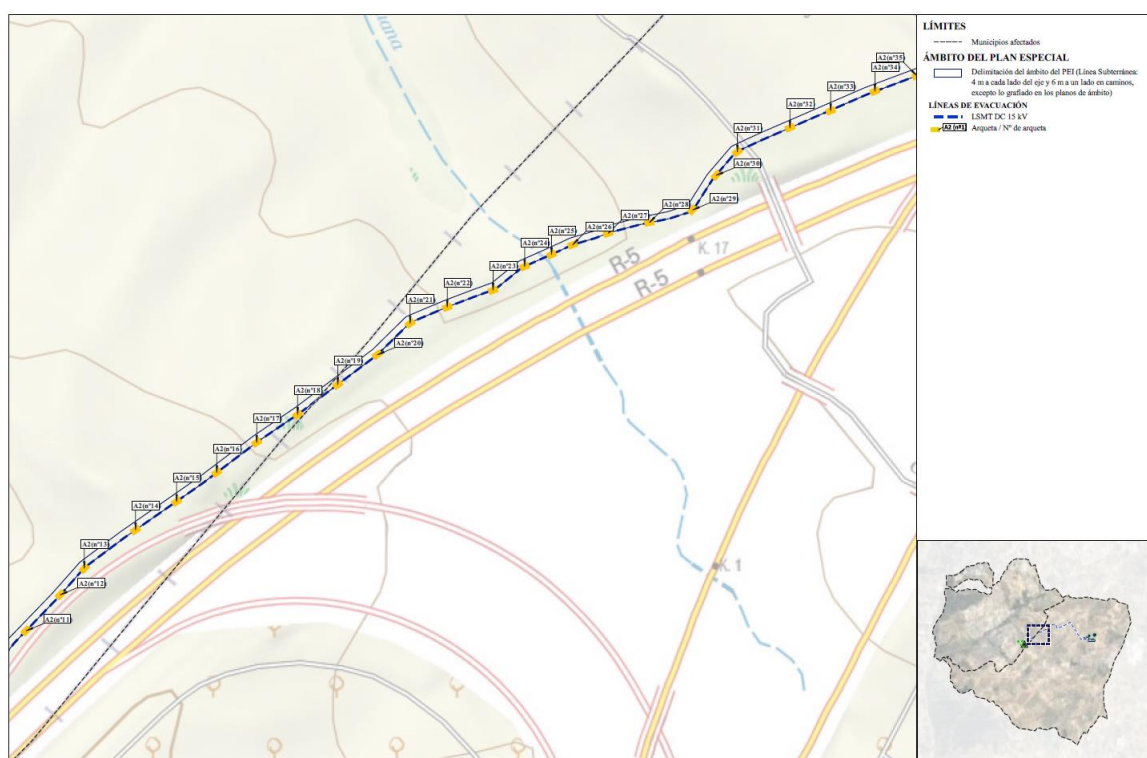 LÍMITES
Municipios afectados
ÁMBITO DEL PLAN ESPECIAL
Delimitación del ámbito del PEI (Línea Subterránea:
4 m a cada lado del eje y 6 m a un lado en caminos,
excepto lo grafiado en los planos de ámbito)
LÍNEAS DE EVACUACIÓN
LSMT DC 15 kV
A2 (nº1)
Arqueta / Nº de arqueta
A2(nº35)
A2(nº34)
A2(nº33)
A2(nº32)
A2(nº31)
A2(nº30)
A2(nº29)
A2(nº28)
A2(nº27)
A2(nº26)
A2(nº25)
A2(nº24)
A2(nº23)
A2(nº22)
A2(nº21)
A2(nº20)
A2(nº19)
A2(nº18)
A2(nº17)
A2(nº16)
A2(nº15)
A2(nº14)
A2(nº13)
A2(nº12)
A2(nº11)
R-5
R-5
K. 17
K. 1